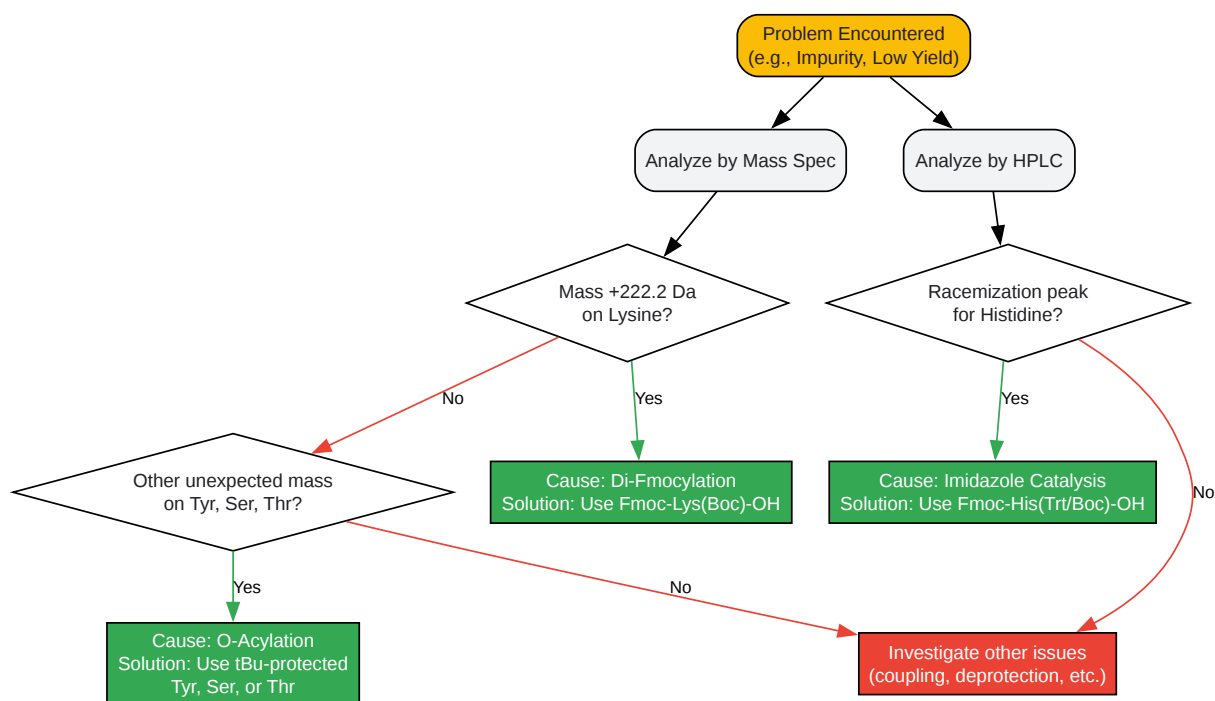 Problem Encountered
(e.g., Impurity, Low Yield)
Analyze by Mass Spec
Analyze by HPLC
Mass +222.2 Da
on Lysine?
Racemization peak
for Histidine?
No
Yes
Yes
No
Other unexpected mass
on Tyr, Ser, Thr?
Cause: Di-Fmocylation
Solution: Use Fmoc-Lys(Boc)-OH
Cause: Imidazole Catalysis
Solution: Use Fmoc-His(Trt/Boc)-OH
Yes
No
Cause: O-Acylation
Solution: Use tBu-protected
Tyr, Ser, or Thr
Investigate other issues
(coupling, deprotection, etc.)